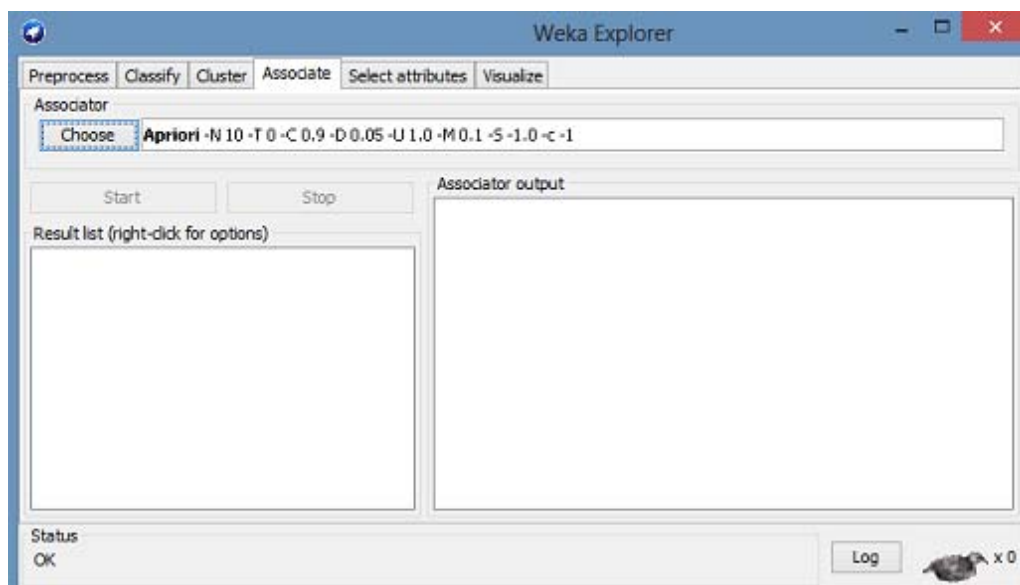 Weka Explorer
Preprocess Classify Cluster Associate Select attributes Visualize
Associator
Choose Apriori -N 10 -T 0 -C 0.9 -D 0.05 -U 1.0 -M 0.1 -S -1.0 -c -1
Start Stop
Associator output
Result list (right-click for options)
Status
OK
Log x 0